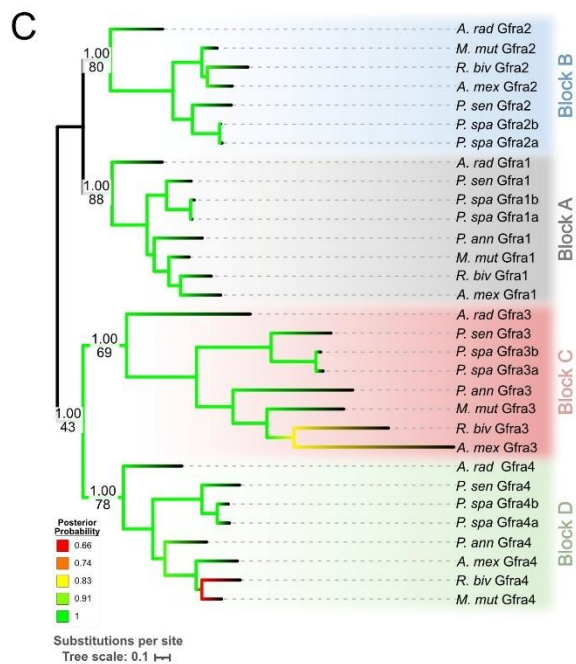 C
A. rad Gfra2
M. mut Gfra2
R. biv Gfra2
A. mex Gfra2
P. sen Gfra2
P. spa Gfra2b
P. spa Gfra2a
Block B
1.00
80
A. rad Gfra1
P. sen Gfra1
P. spa Gfra1b
P. spa Gfra1a
P. ann Gfra1
M. mut Gfra1
R. biv Gfra1
A. mex Gfra1
Block A
1.00
88
A. rad Gfra3
P. sen Gfra3
P. spa Gfra3b
P. spa Gfra3a
P. ann Gfra3
M. mut Gfra3
R. biv Gfra3
A. mex Gfra3
Block C
1.00
69
1.00
43
A. rad Gfra4
P. sen Gfra4
P. spa Gfra4b
P. spa Gfra4a
P. ann Gfra4
A. mex Gfra4
R. biv Gfra4
M. mut Gfra4
Block D
1.00
78
Posterior
Probability
0.66
0.74
0.83
0.91
1
Substitutions per site
Tree scale: 0.1